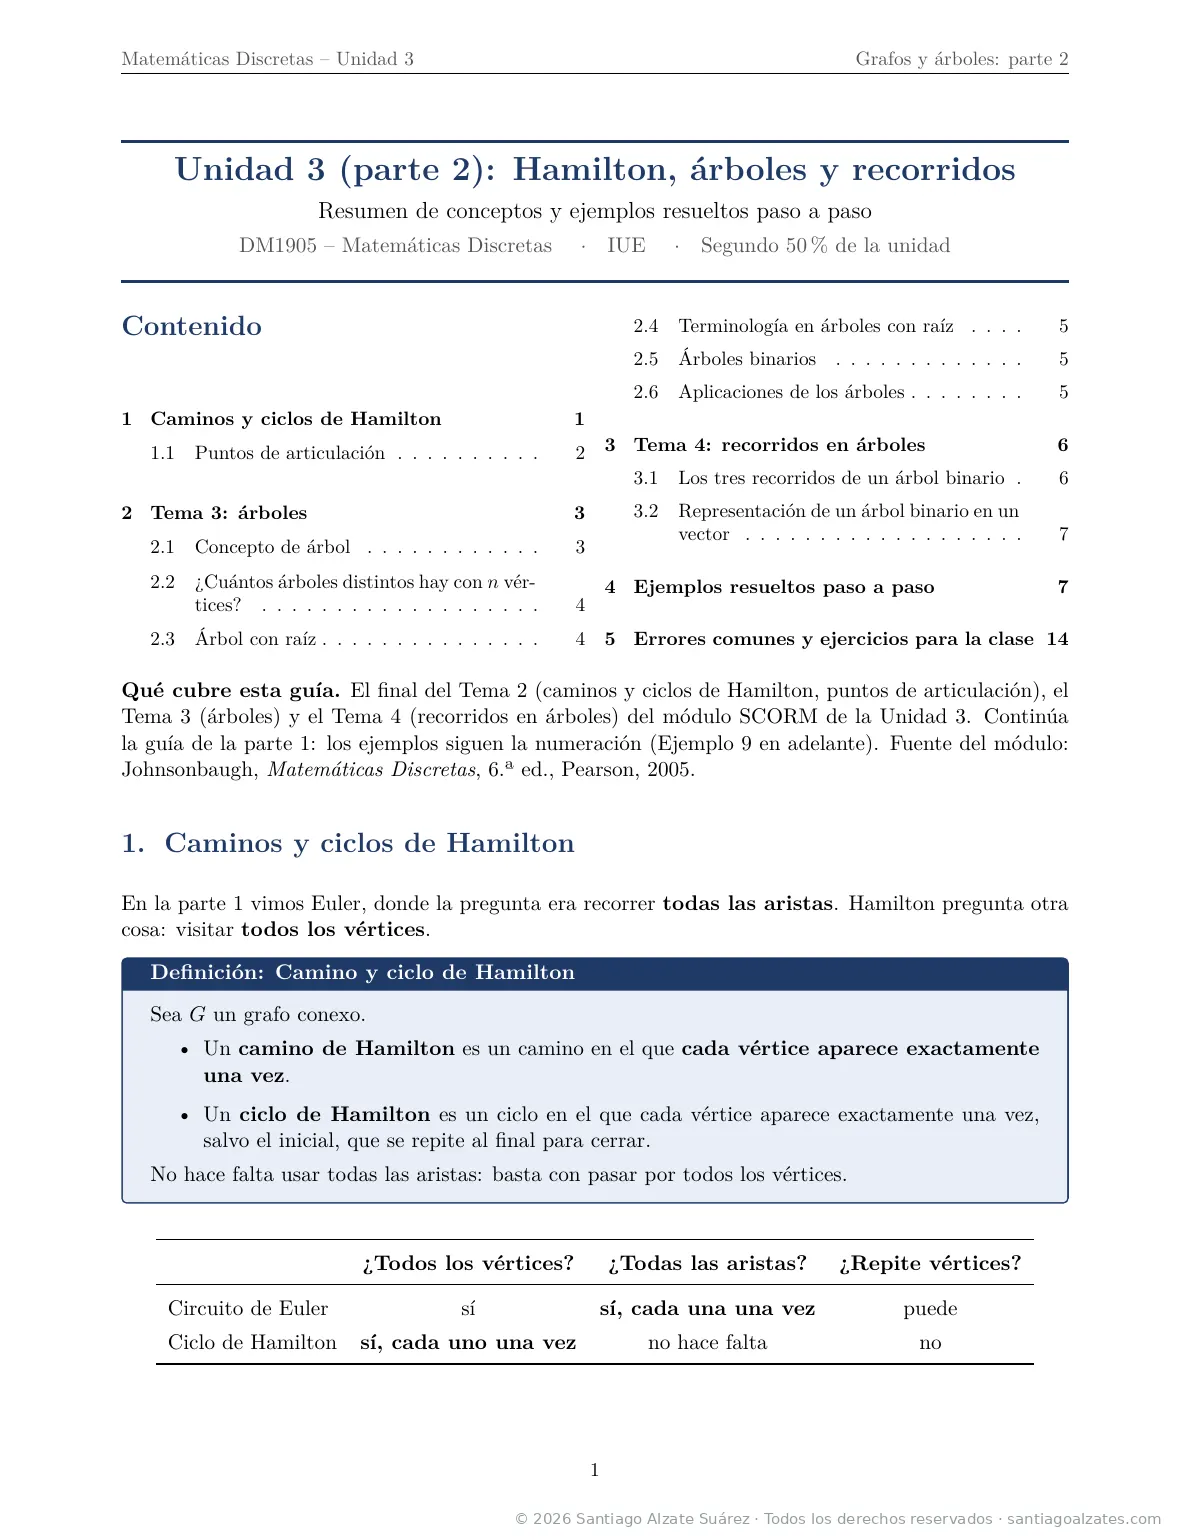 Matemáticas Discretas – Unidad 3
Grafos y árboles: parte 2
Unidad 3 (parte 2): Hamilton, árboles y recorridos
Resumen de conceptos y ejemplos resueltos paso a paso
DM1905 – Matemáticas Discretas · IUE · Segundo 50 % de la unidad
Contenido
1 Caminos y ciclos de Hamilton 1
1.1 Puntos de articulación . . . . . . . . . . 2
2 Tema 3: árboles 3
2.1 Concepto de árbol . . . . . . . . . . . . 3
2.2 ¿Cuántos árboles distintos hay con n vér-
tices? . . . . . . . . . . . . . . . . . . . 4
2.3 Árbol con raíz . . . . . . . . . . . . . . . 4
2.4 Terminología en árboles con raíz . . . . 5
2.5 Árboles binarios . . . . . . . . . . . . . 5
2.6 Aplicaciones de los árboles . . . . . . . . 5
3 Tema 4: recorridos en árboles 6
3.1 Los tres recorridos de un árbol binario . 6
3.2 Representación de un árbol binario en un
vector . . . . . . . . . . . . . . . . . . . 7
4 Ejemplos resueltos paso a paso 7
5 Errores comunes y ejercicios para la clase 14
Qué cubre esta guía. El final del Tema 2 (caminos y ciclos de Hamilton, puntos de articulación), el
Tema 3 (árboles) y el Tema 4 (recorridos en árboles) del módulo SCORM de la Unidad 3. Continúa
la guía de la parte 1: los ejemplos siguen la numeración (Ejemplo 9 en adelante). Fuente del módulo:
Johnsonbaugh, Matemáticas Discretas, 6.ª ed., Pearson, 2005.
1. Caminos y ciclos de Hamilton
En la parte 1 vimos Euler, donde la pregunta era recorrer todas las aristas. Hamilton pregunta otra
cosa: visitar todos los vértices.
Definición: Camino y ciclo de Hamilton
Sea G un grafo conexo.
• Un camino de Hamilton es un camino en el que cada vértice aparece exactamente
una vez.
• Un ciclo de Hamilton es un ciclo en el que cada vértice aparece exactamente una vez,
salvo el inicial, que se repite al final para cerrar.
No hace falta usar todas las aristas: basta con pasar por todos los vértices.
¿Todos los vértices? ¿Todas las aristas? ¿Repite vértices?
Circuito de Euler sí sí, cada una una vez puede
Ciclo de Hamilton sí, cada uno una vez no hace falta no
1
© 2026 Santiago Alzate Suárez · Todos los derechos reservados · santiagoalzates.com